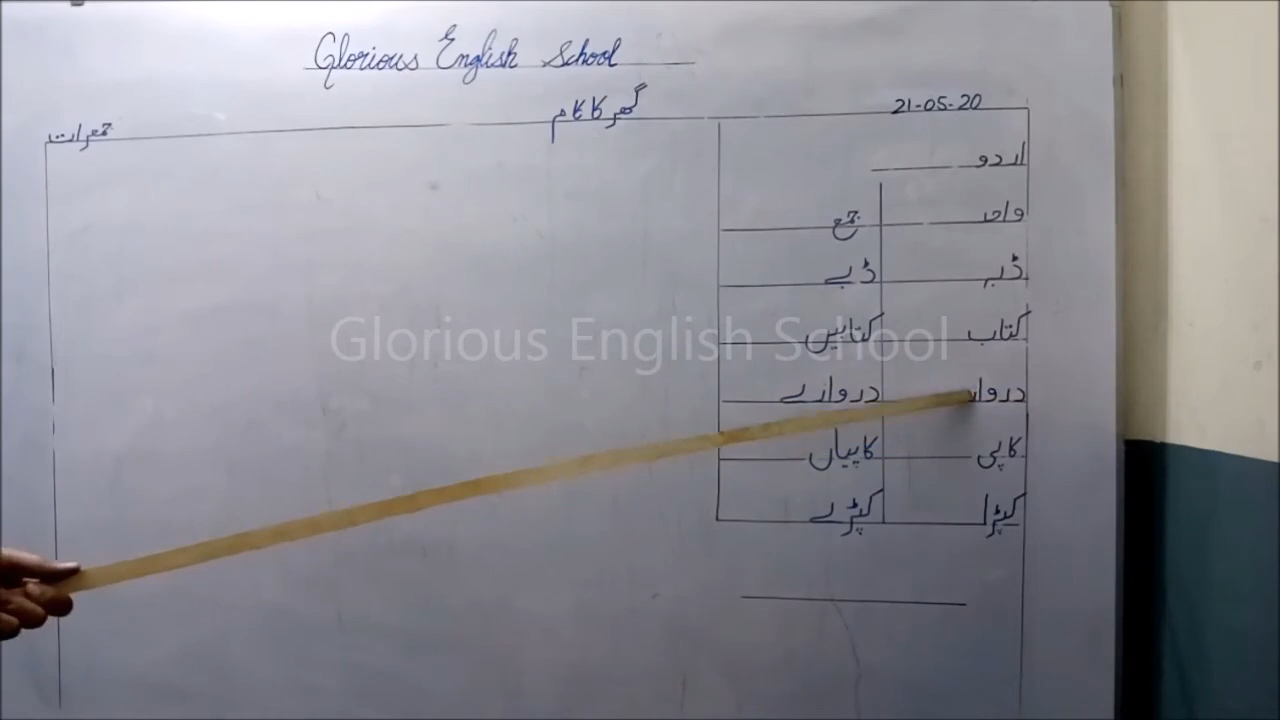 Glorious English School
گھر کا کام
21-05-20
جمعرات
اردو
واحد جمع
ڈبہ ڈبے
کتاب کتابیں
دروازے
کاپی کاپیاں
کپڑا کپڑے
Glorious English School